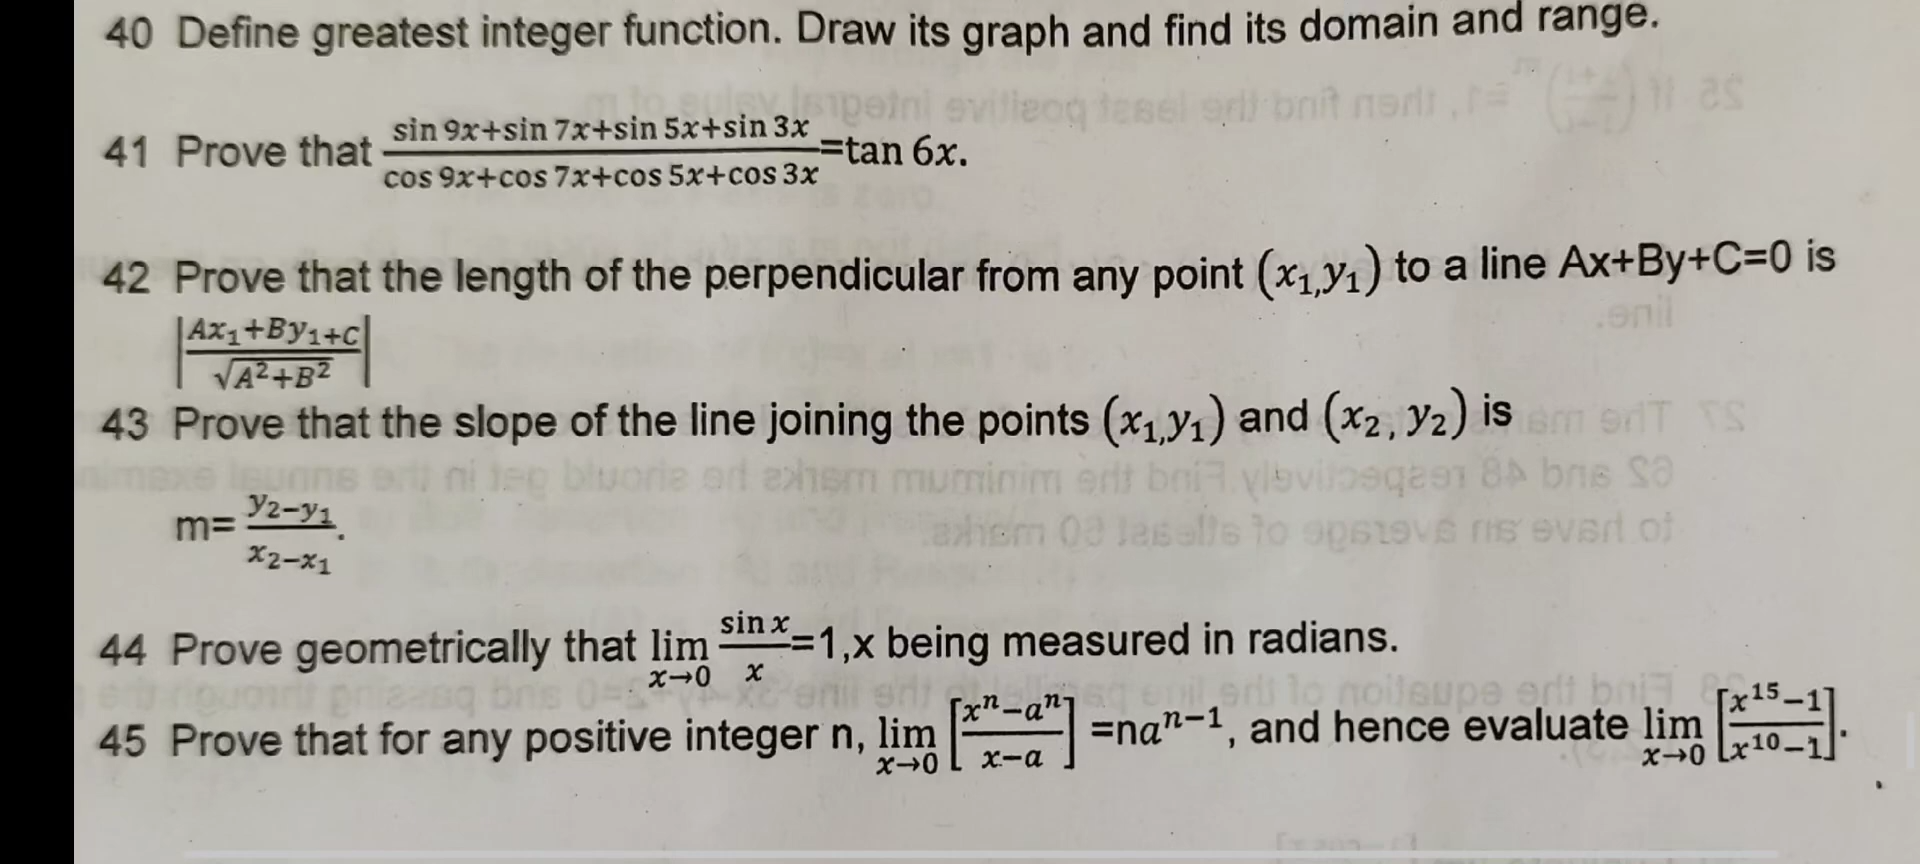 40 Define greatest integer function. Draw its graph and find its domain and range.
41 Prove that (sin 9x+sin 7x+sin 5x+sin 3x)/(cos 9x+cos 7x+cos 5x+cos 3x)=tan 6x.
42 Prove that the length of the perpendicular from any point (x₁,y₁) to a line Ax+By+C=0 is
|(Ax₁+By₁+C)/√(A²+B²)|
43 Prove that the slope of the line joining the points (x₁,y₁) and (x₂, y₂) is
m= (y₂−y₁)/(x₂−x₁).
44 Prove geometrically that lim x→0 (sin x)/x=1,x being measured in radians.
45 Prove that for any positive integer n, lim x→0 [(xⁿ−aⁿ)/(x−a)] =naⁿ⁻¹, and hence evaluate lim x→0 [(x¹⁵−1)/(x¹⁰−1)].